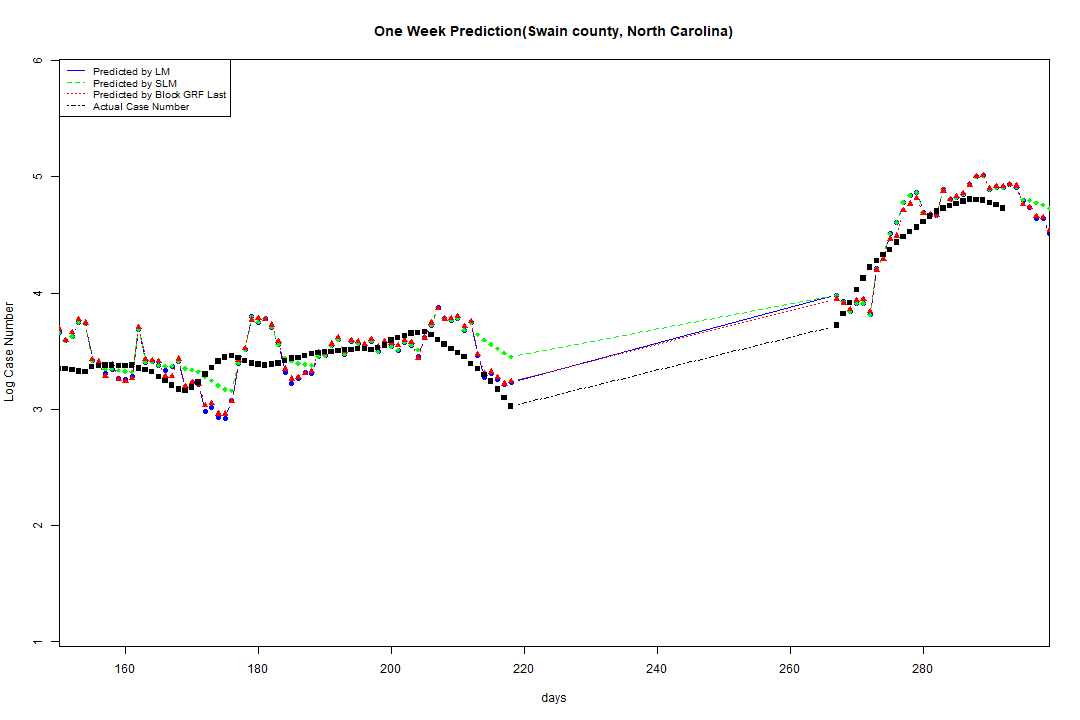 One Week Prediction(Swain county, North Carolina)
Predicted by LM
Predicted by SLM
Predicted by Block GRF Last
Actual Case Number
Log Case Number
6
5
4
3
2
1
160 180 200 220 240 260 280
days